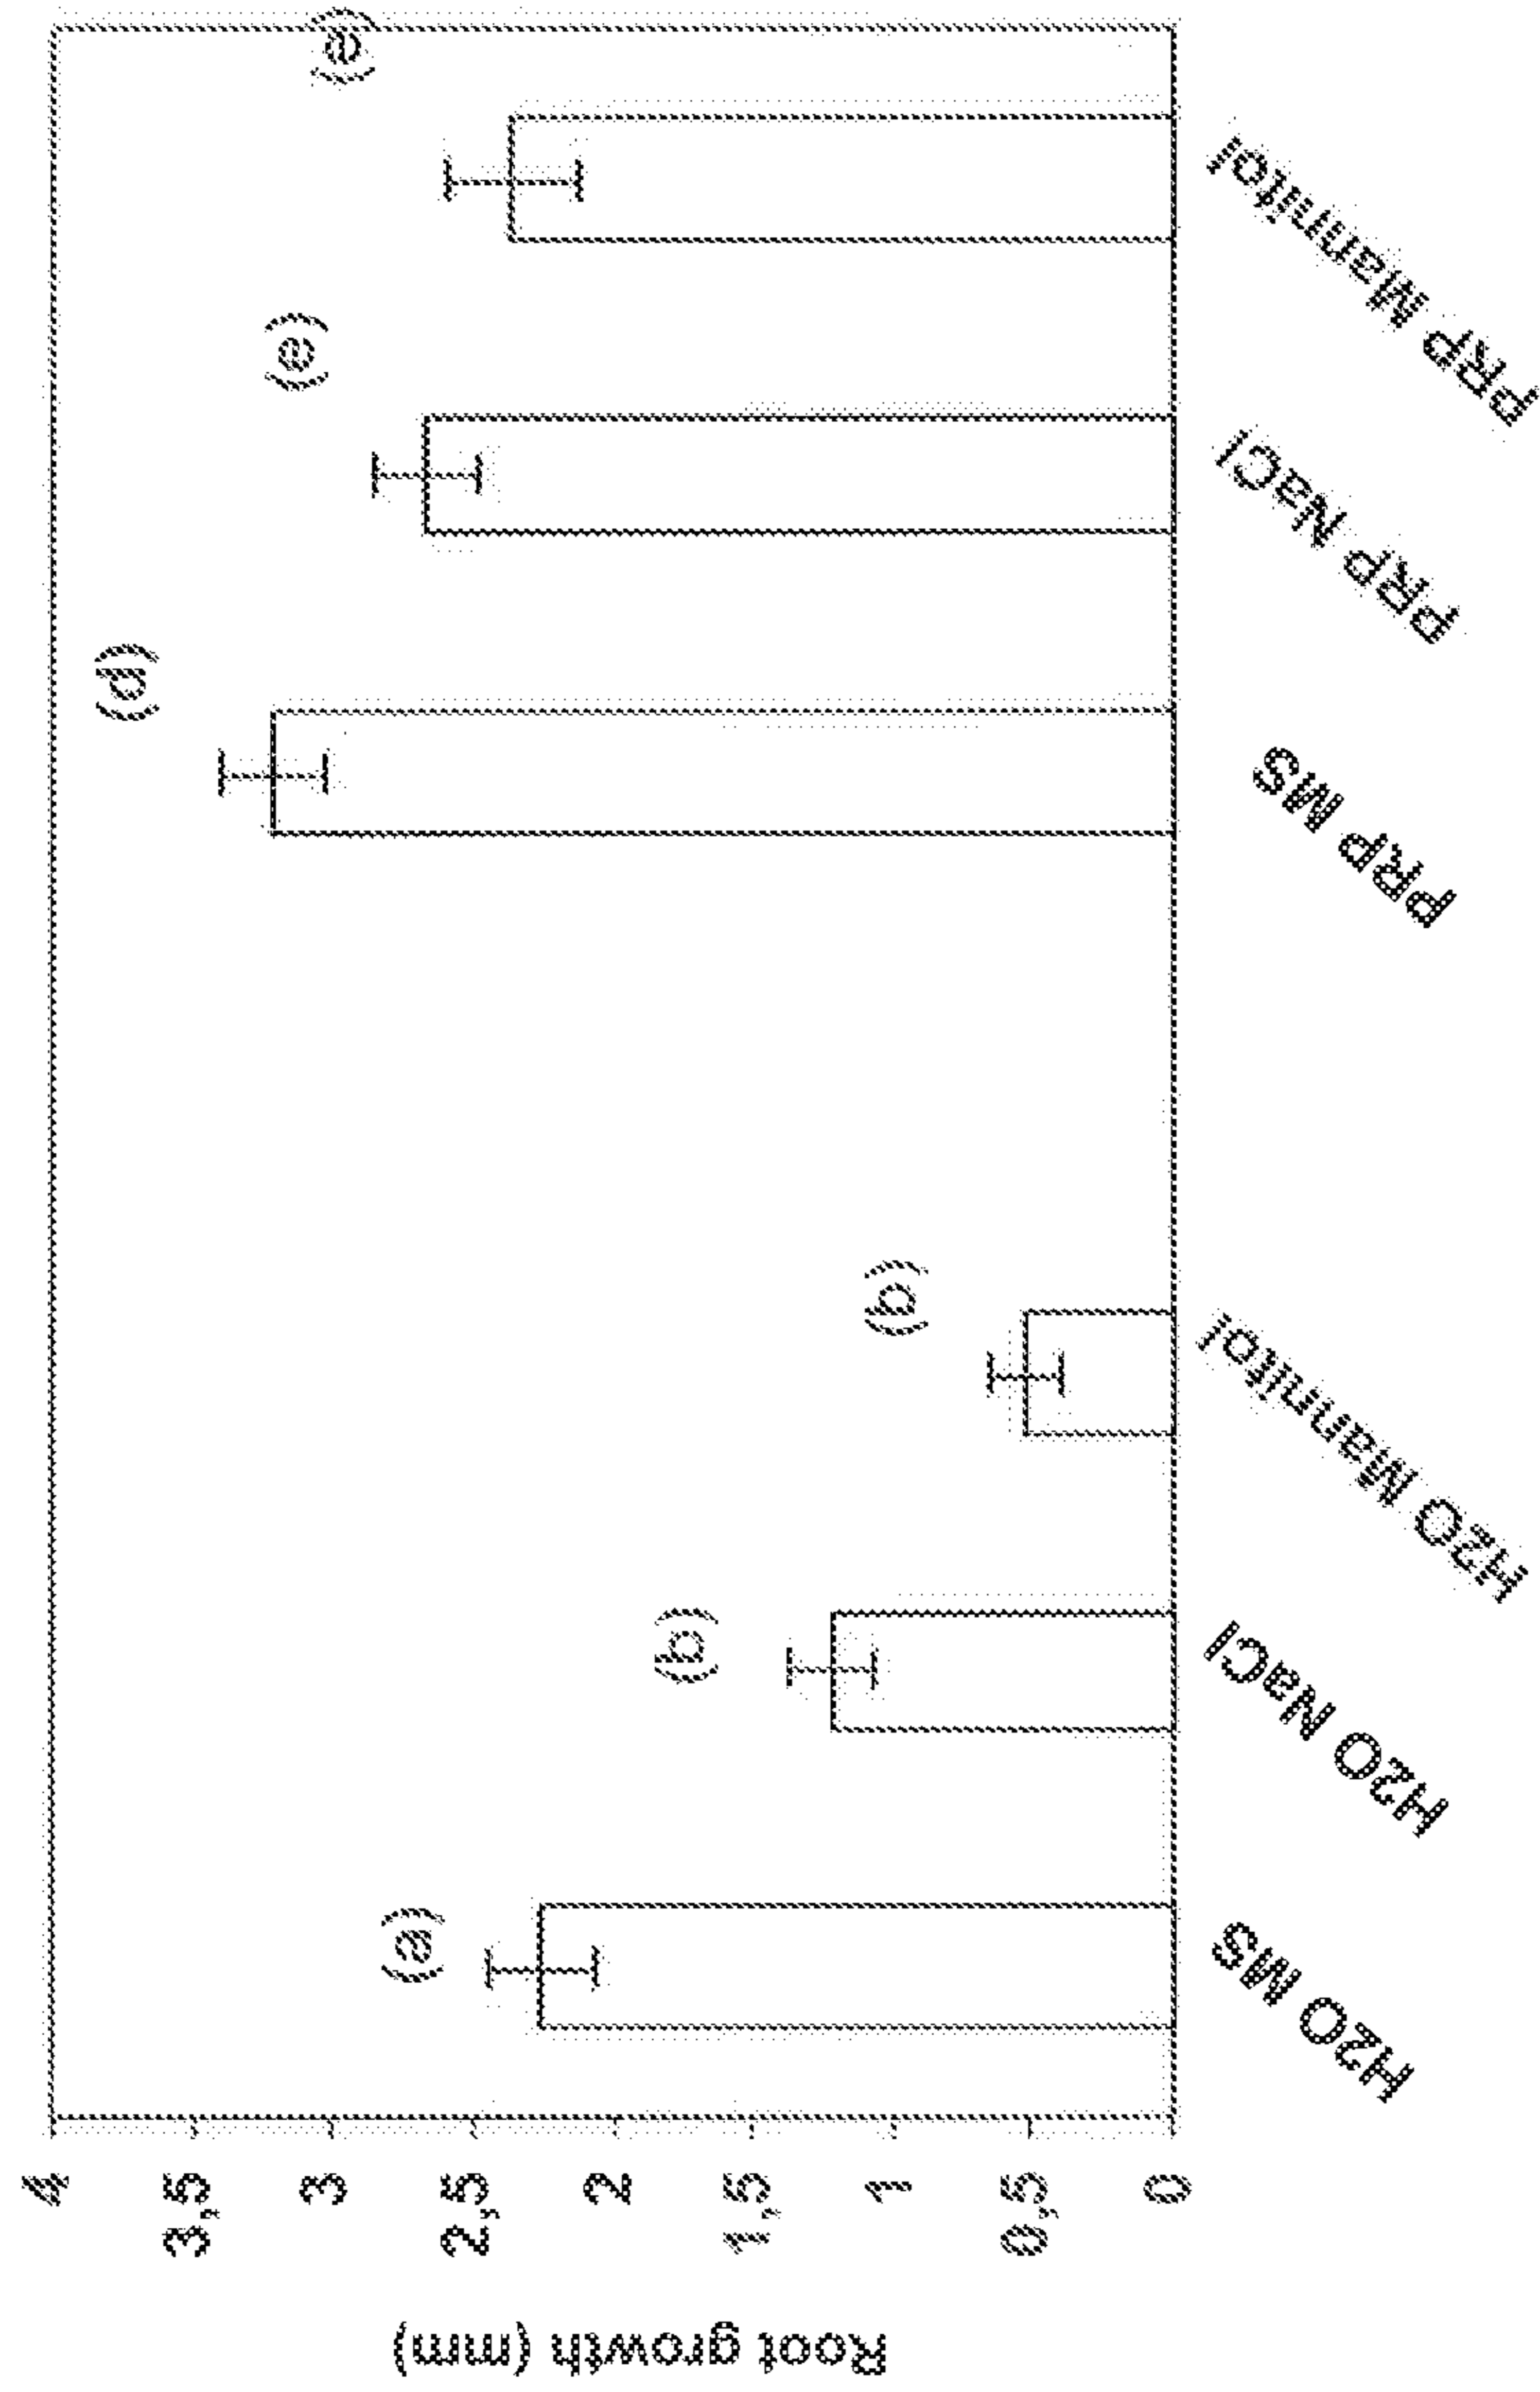 Root growth (mm)
4
3,5
3
2,5
2
1,5
1
0,5
0
(a)
(b)
(b)
(d)
(e)
(e)
H2O MS
H2O NaCl
H2O Mannitol
PRP MS
PRP NaCl
PRP Mannitol